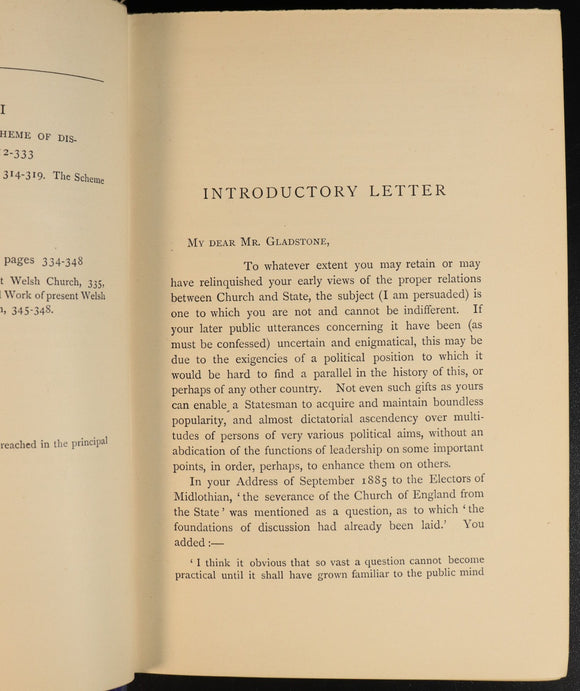 I
HEME OF DIS-
2-333
314-319. The Scheme
pages 334-348
t Welsh Church, 335,
l Work of present Welsh
n, 345-348.
reached in the principal
INTRODUCTORY LETTER
MY DEAR MR. GLADSTONE,
To whatever extent you may retain or may
have relinquished your early views of the proper relations
between Church and State, the subject (I am persuaded) is
one to which you are not and cannot be indifferent. If
your later public utterances concerning it have been (as
must be confessed) uncertain and enigmatical, this may be
due to the exigencies of a political position to which it
would be hard to find a parallel in the history of this, or
perhaps of any other country. Not even such gifts as yours
can enable a Statesman to acquire and maintain boundless
popularity, and almost dictatorial ascendency over multi-
tudes of persons of very various political aims, without an
abdication of the functions of leadership on some important
points, in order, perhaps, to enhance them on others.
In your Address of September 1885 to the Electors of
Midlothian, 'the severance of the Church of England from
the State' was mentioned as a question, as to which 'the
foundations of discussion had already been laid.' You
added :—
'I think it obvious that so vast a question cannot become
practical until it shall have grown familiar to the public mind